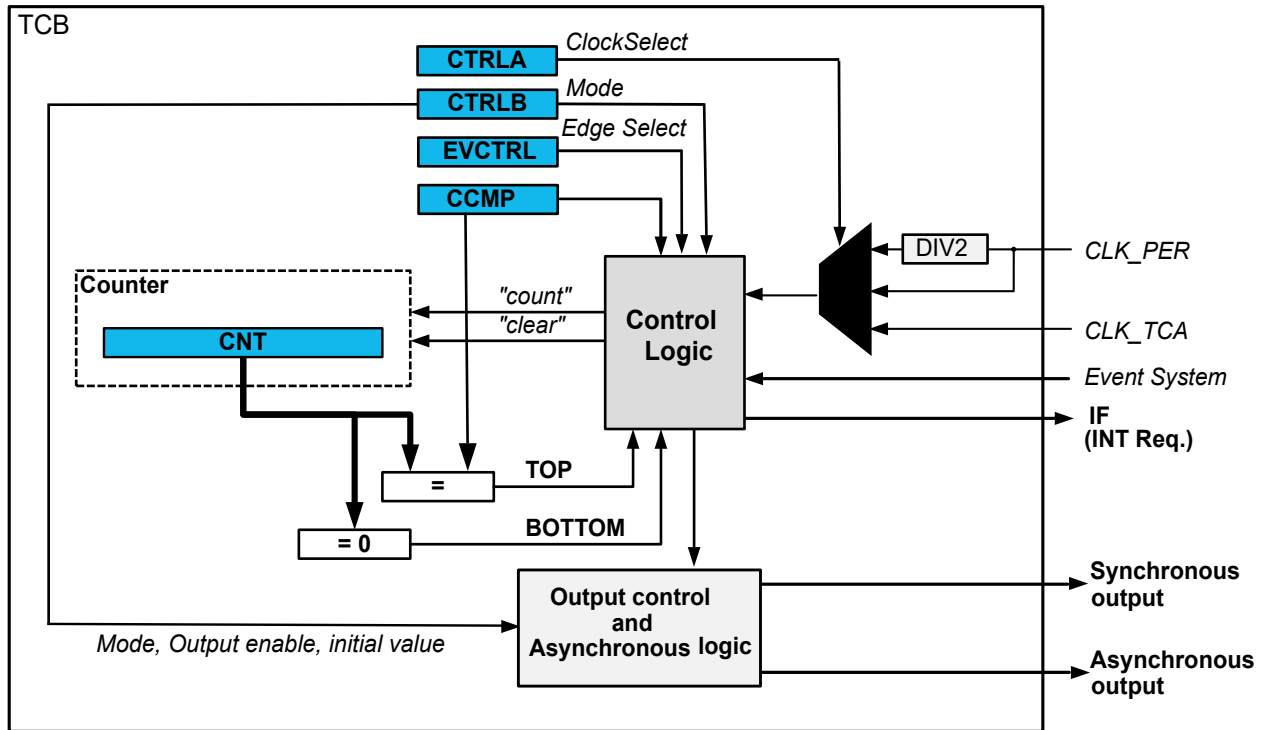 TCB
ClockSelect
CTRLA
Mode
CTRLB
Edge Select
EVCTRL
CCMP
DIV2
CLK_PER
Counter
"count"
"clear"
CNT
Control
Logic
CLK_TCA
Event System
IF
(INT Req.)
=
TOP
= 0
BOTTOM
Output control
and
Asynchronous logic
Synchronous
output
Mode, Output enable, initial value
Asynchronous
output